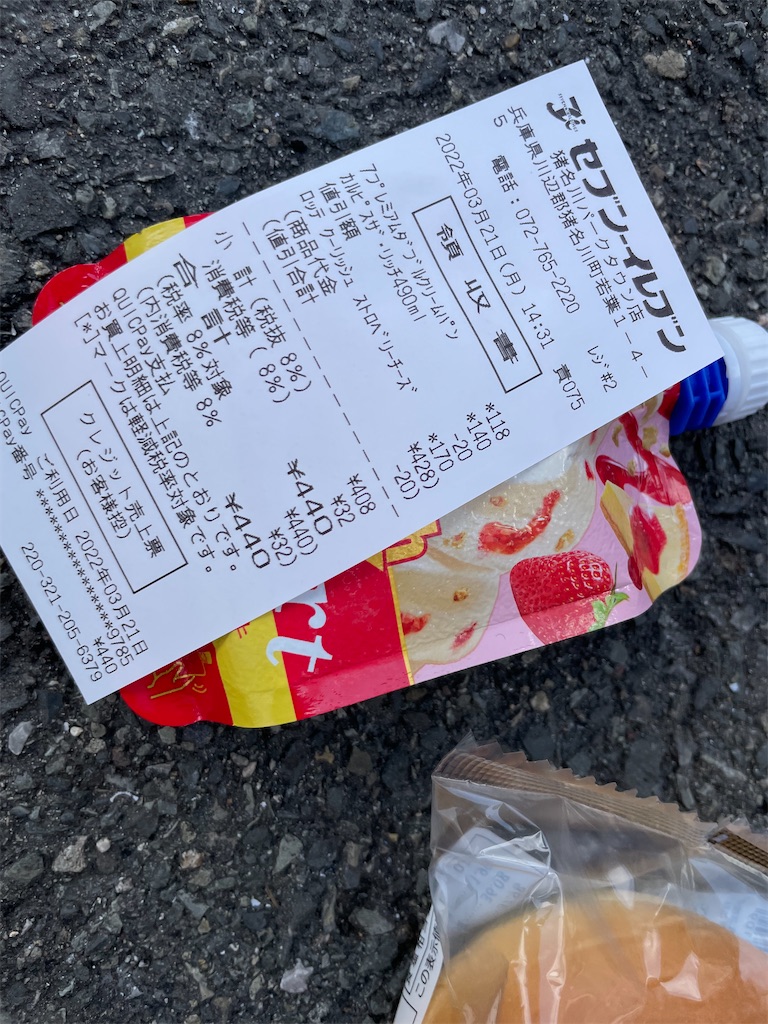 セブン-イレブン
猪名川パークタウン店
兵庫県川辺郡猪名川町若葉1-4-
5
電話：072-765-2220 レジ#2
2022年03月21日(月) 14:31 責075
領収書
7プレミアムダブルクリームパン *118
カルピスザ・リッチ490ml *140
値引額 -20
ロッテ クーリッシュ ストロベリーチーズ *170
(商品代金 *428)
(値引合計 -20)
小 計 (税抜 8%) ¥408
消費税等 ( 8%) ¥32
合 計 ¥440
(税率 8%対象 ¥440)
(内消費税等 8% ¥32)
QUICPay支払 ¥440
お買上明細は上記のとおりです。
[*]マークは軽減税率対象です。
クレジット売上票
(お客様控)
QUICPay
ご利用日 2022年03月21日
CPay番号 **************9785
¥440
220-321-205-6379
rt
この表示